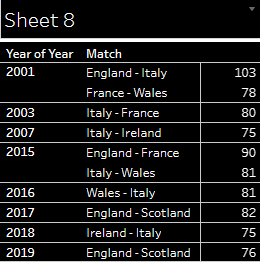 Sheet 8
Year of Year Match
2001 England - Italy 103
France - Wales 78
2003 Italy - France 80
2007 Italy - Ireland 75
2015 England - France 90
Italy - Wales 81
2016 Wales - Italy 81
2017 England - Scotland 82
2018 Ireland - Italy 75
2019 England - Scotland 76